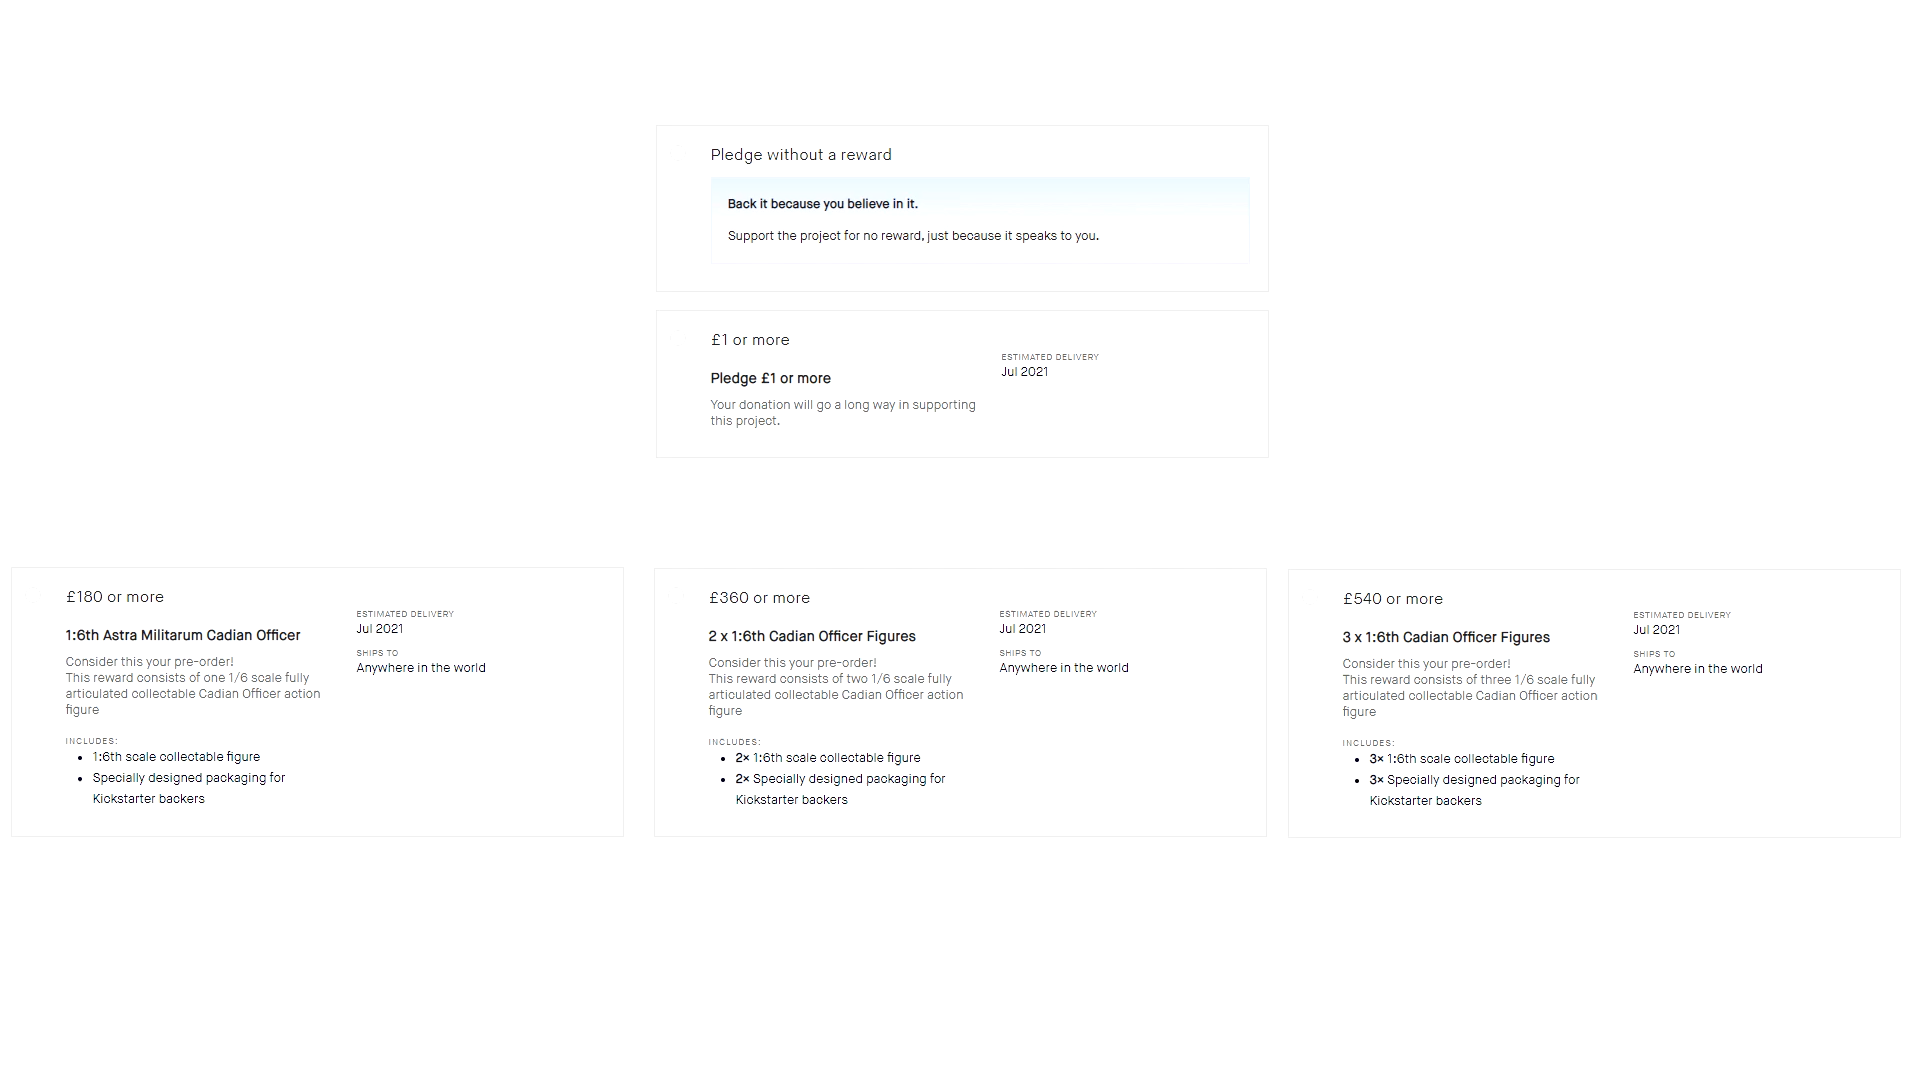 Pledge without a reward
Back it because you believe in it.
Support the project for no reward, just because it speaks to you.
£1 or more
Pledge £1 or more
Your donation will go a long way in supporting
this project.
ESTIMATED DELIVERY
Jul 2021
£180 or more
1:6th Astra Militarum Cadian Officer
Consider this your pre-order!
This reward consists of one 1/6 scale fully
articulated collectable Cadian Officer action
figure
INCLUDES:
• 1:6th scale collectable figure
• Specially designed packaging for
Kickstarter backers
ESTIMATED DELIVERY
Jul 2021
SHIPS TO
Anywhere in the world
£360 or more
2 x 1:6th Cadian Officer Figures
Consider this your pre-order!
This reward consists of two 1/6 scale fully
articulated collectable Cadian Officer action
figure
INCLUDES:
• 2× 1:6th scale collectable figure
• 2× Specially designed packaging for
Kickstarter backers
ESTIMATED DELIVERY
Jul 2021
SHIPS TO
Anywhere in the world
£540 or more
3 x 1:6th Cadian Officer Figures
Consider this your pre-order!
This reward consists of three 1/6 scale fully
articulated collectable Cadian Officer action
figure
INCLUDES:
• 3× 1:6th scale collectable figure
• 3× Specially designed packaging for
Kickstarter backers
ESTIMATED DELIVERY
Jul 2021
SHIPS TO
Anywhere in the world